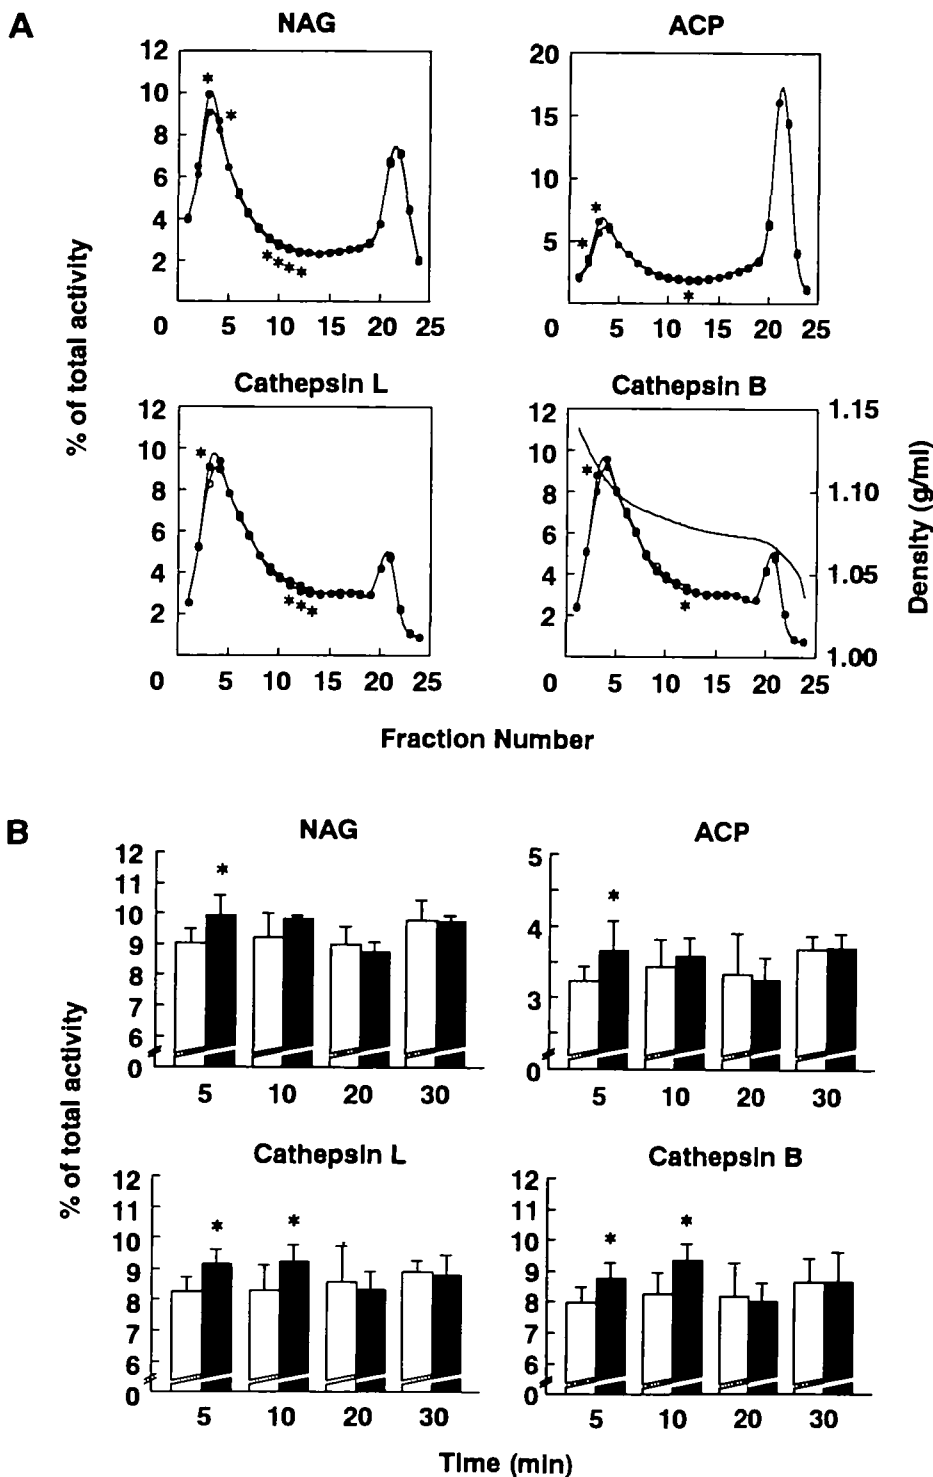 A
NAG
ACP
% of total activity
12
10
8
6
4
2
0 5 10 15 20 25
20
15
10
5
0 5 10 15 20 25
Cathepsin L
Cathepsin B
12
10
8
6
4
2
0 5 10 15 20 25
12
10
8
6
4
2
0 5 10 15 20 25
1.15
1.10
1.05
1.00
Density (g/ml)
* * * * * *
* * *
* * * *
* *
Fraction Number
B
NAG
ACP
% of total activity
12
11
10
9
8
7
6
0
5 10 20 30
*
5
4
3
0
5 10 20 30
*
Cathepsin L
Cathepsin B
12
11
10
9
8
7
6
0
5 10 20 30
* *
12
11
10
9
8
7
6
0
5 10 20 30
* *
Time (min)